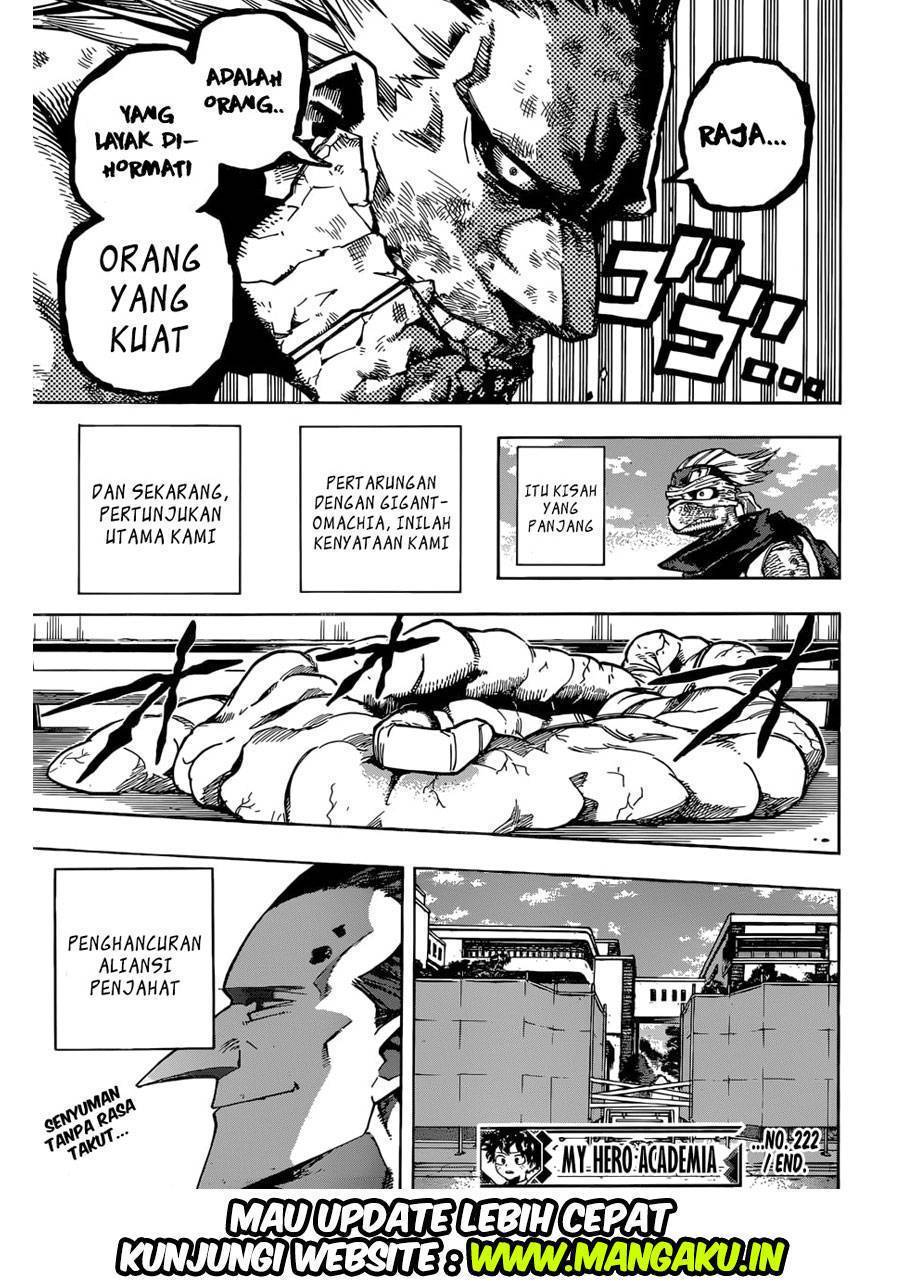 RAJA...
ADALAH
ORANG..
YANG
LAYAK DI-
HORMATI
ORANG
YANG
KUAT
ゴゴ...
ITU KISAH
YANG
PANJANG
PERTARUNGAN
DENGAN GIGANT-
OMACHIA, INILAH
KENYATAAN KAMI
DAN SEKARANG,
PERTUNJUKAN
UTAMA KAMI
PENGHANCURAN
ALIANSI
PENJAHAT
SENYUMAN
TANPA RASA
TAKUT...
MY HERO ACADEMIA
...NO. 222
/ END.
MAU UPDATE LEBIH CEPAT
KUNJUNGI WEBSITE : WWW.MANGAKU.IN